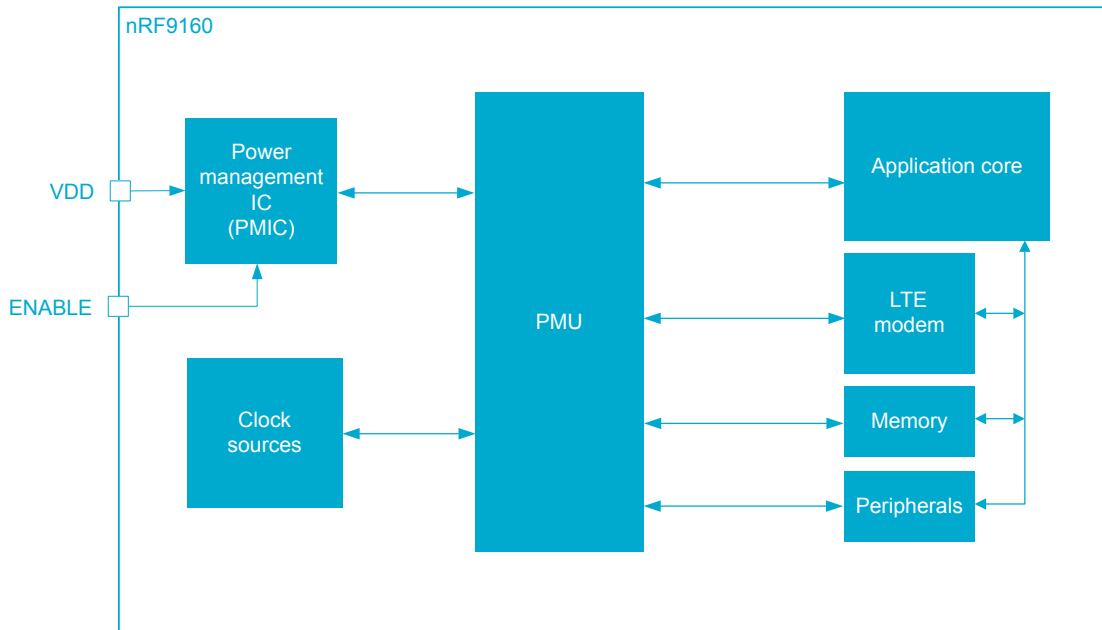 nRF9160
Power
management
IC
(PMIC)
VDD
ENABLE
Clock
sources
PMU
Application core
LTE
modem
Memory
Peripherals